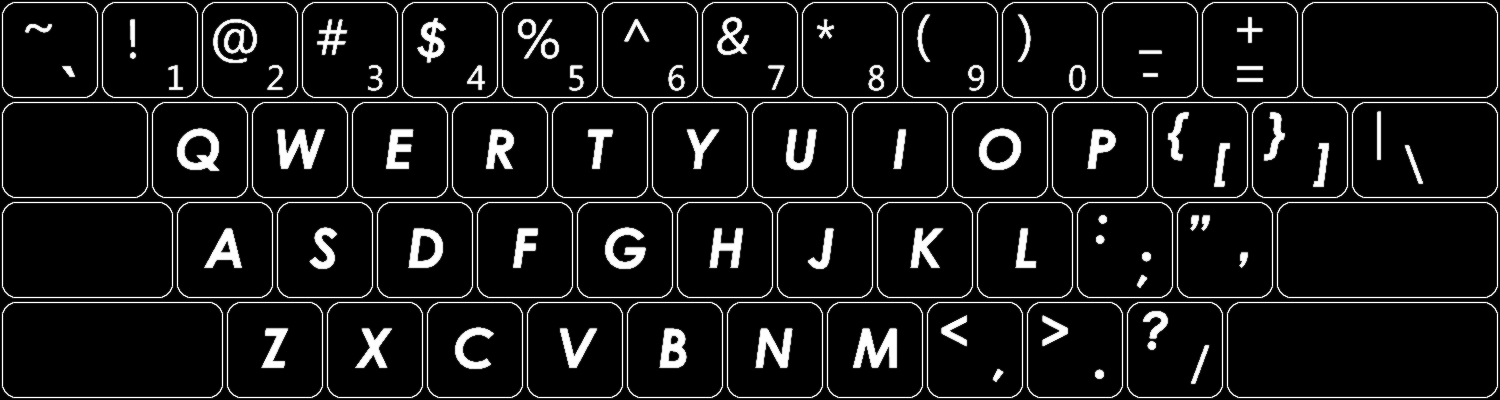 ~ ` ! 1 @ 2 # 3 $ 4 % 5 ^ 6 & 7 * 8 ( 9 ) 0 _ - + =
Q W E R T Y U I O P { [ } ] | \
A S D F G H J K L : ; " '
Z X C V B N M < , > . ? /